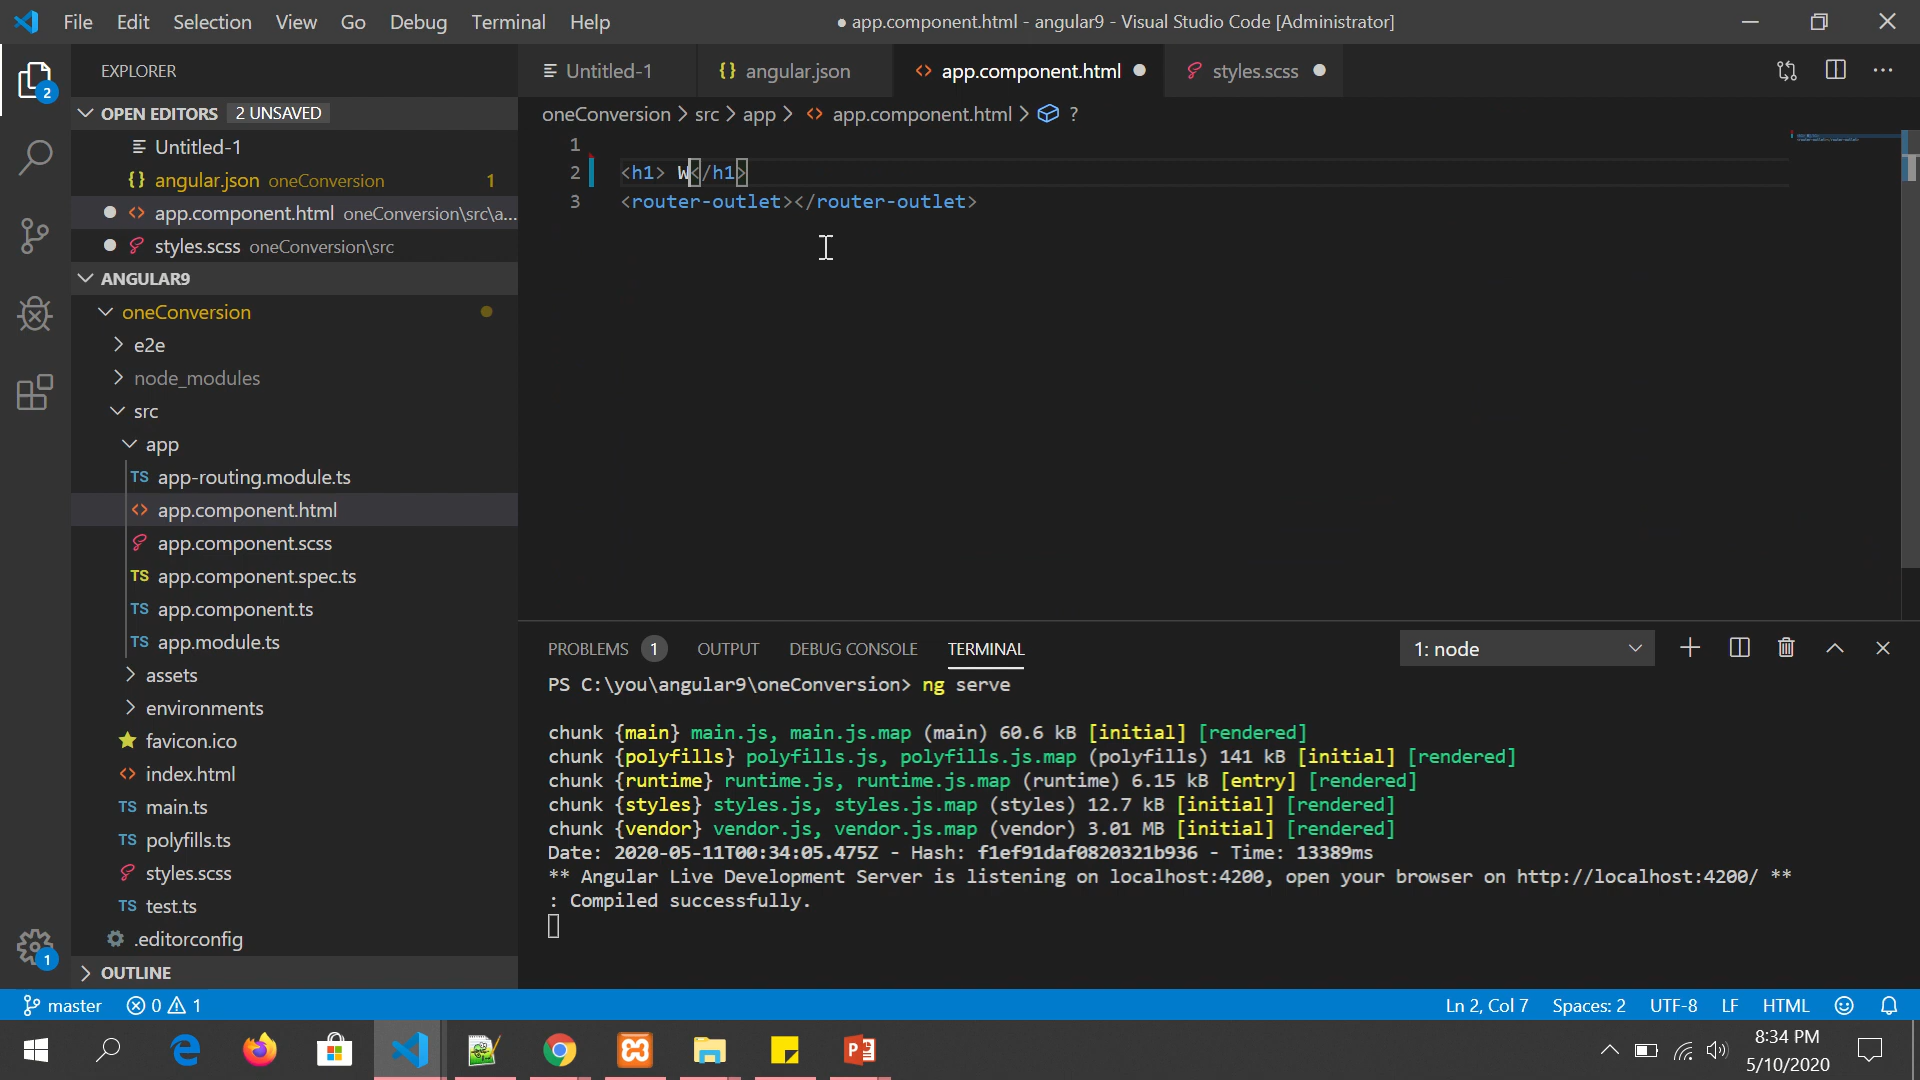 File Edit Selection View Go Debug Terminal Help
● app.component.html - angular9 - Visual Studio Code [Administrator]
EXPLORER
OPEN EDITORS 2 UNSAVED
Untitled-1
{} angular.json oneConversion 1
<> app.component.html oneConversion\src\a...
styles.scss oneConversion\src
ANGULAR9
oneConversion
e2e
node_modules
src
app
TS app-routing.module.ts
<> app.component.html
app.component.scss
TS app.component.spec.ts
TS app.component.ts
TS app.module.ts
assets
environments
favicon.ico
<> index.html
TS main.ts
TS polyfills.ts
styles.scss
TS test.ts
.editorconfig
OUTLINE
2
1
Untitled-1 {} angular.json <> app.component.html ● styles.scss ●
oneConversion > src > app > <> app.component.html > ?
1
2 <h1> W</h1>
3 <router-outlet></router-outlet>
PROBLEMS 1 OUTPUT DEBUG CONSOLE TERMINAL 1: node
PS C:\you\angular9\oneConversion> ng serve
chunk {main} main.js, main.js.map (main) 60.6 kB [initial] [rendered]
chunk {polyfills} polyfills.js, polyfills.js.map (polyfills) 141 kB [initial] [rendered]
chunk {runtime} runtime.js, runtime.js.map (runtime) 6.15 kB [entry] [rendered]
chunk {styles} styles.js, styles.js.map (styles) 12.7 kB [initial] [rendered]
chunk {vendor} vendor.js, vendor.js.map (vendor) 3.01 MB [initial] [rendered]
Date: 2020-05-11T00:34:05.475Z - Hash: f1ef91daf0820321b936 - Time: 13389ms
** Angular Live Development Server is listening on localhost:4200, open your browser on http://localhost:4200/ **
: Compiled successfully.
master 0 1 Ln 2, Col 7 Spaces: 2 UTF-8 LF HTML
8:34 PM
5/10/2020